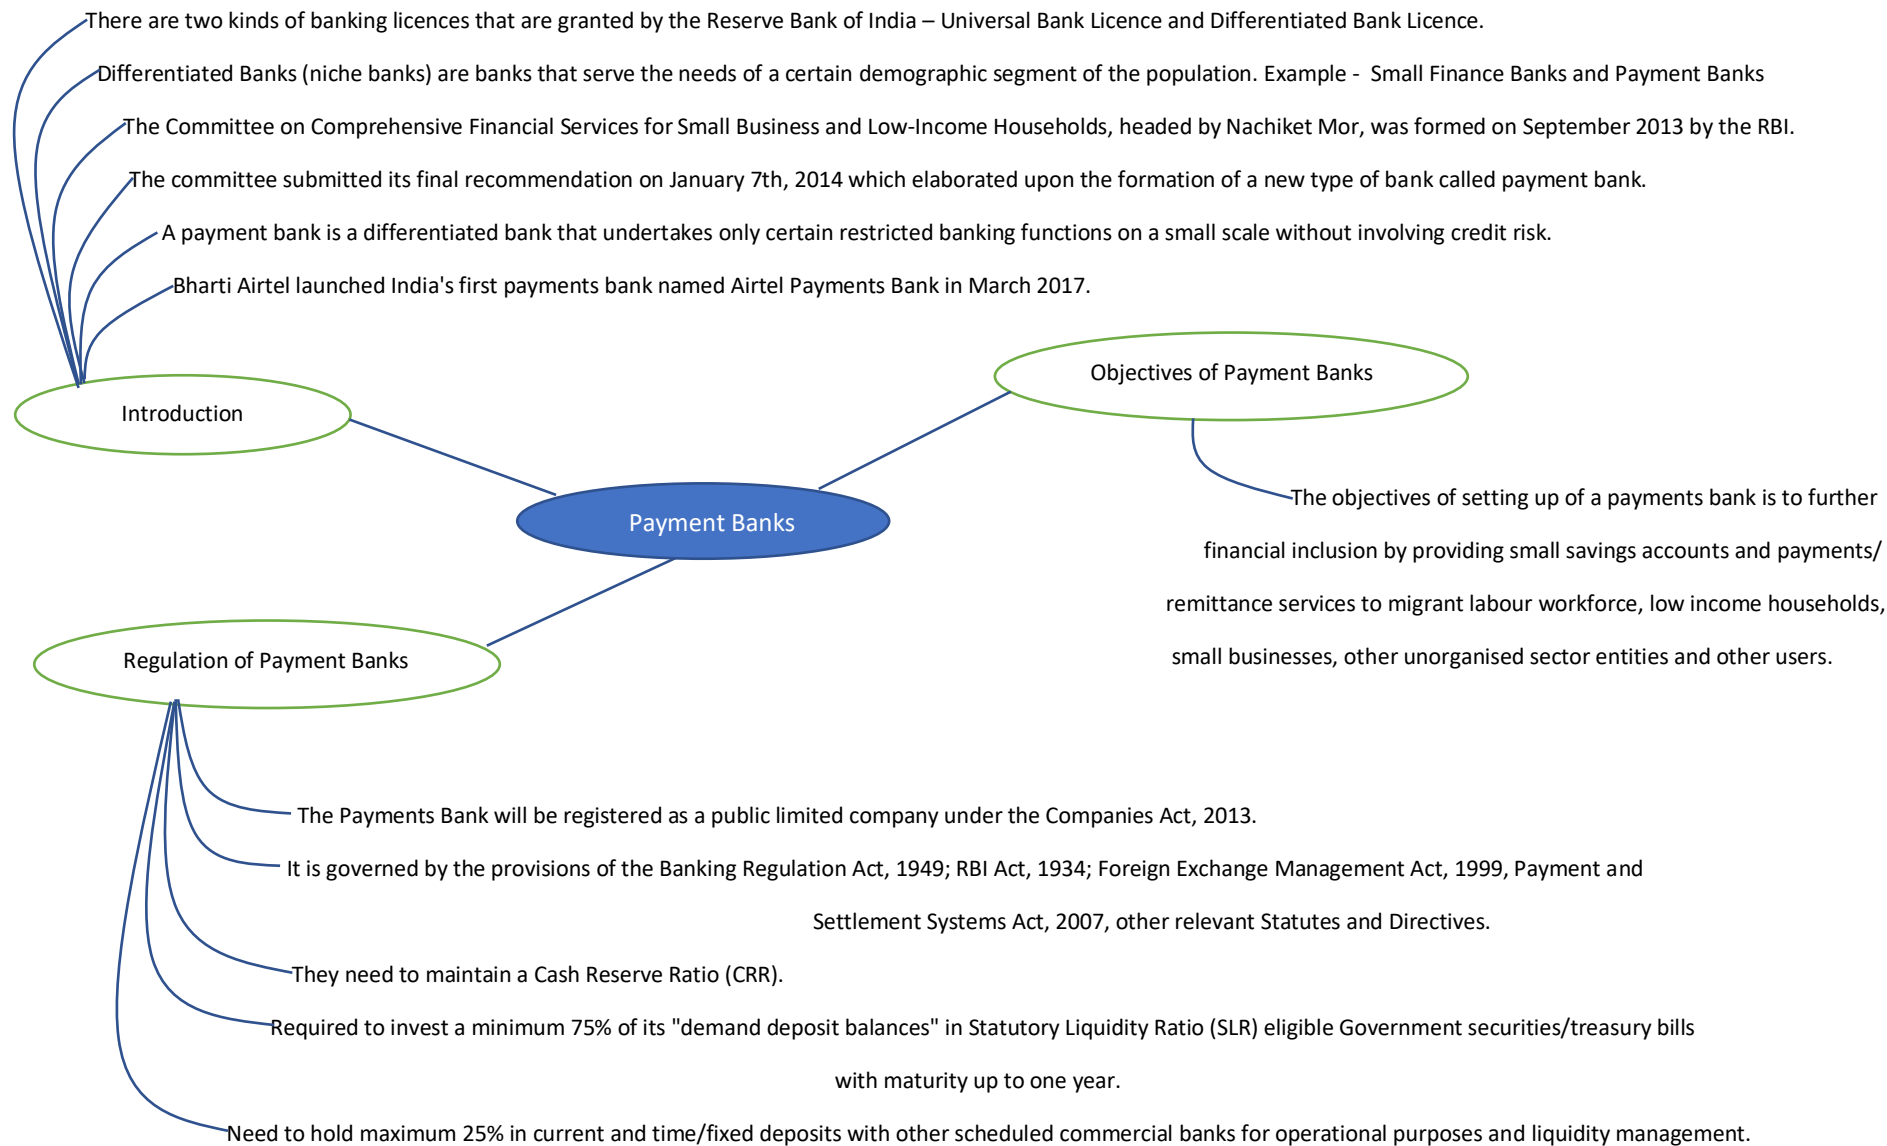 There are two kinds of banking licences that are granted by the Reserve Bank of India – Universal Bank Licence and Differentiated Bank Licence.
Differentiated Banks (niche banks) are banks that serve the needs of a certain demographic segment of the population. Example - Small Finance Banks and Payment Banks
The Committee on Comprehensive Financial Services for Small Business and Low-Income Households, headed by Nachiket Mor, was formed on September 2013 by the RBI.
The committee submitted its final recommendation on January 7th, 2014 which elaborated upon the formation of a new type of bank called payment bank.
A payment bank is a differentiated bank that undertakes only certain restricted banking functions on a small scale without involving credit risk.
Bharti Airtel launched India's first payments bank named Airtel Payments Bank in March 2017.
Introduction
Objectives of Payment Banks
The objectives of setting up of a payments bank is to further
financial inclusion by providing small savings accounts and payments/
remittance services to migrant labour workforce, low income households,
small businesses, other unorganised sector entities and other users.
Payment Banks
Regulation of Payment Banks
The Payments Bank will be registered as a public limited company under the Companies Act, 2013.
It is governed by the provisions of the Banking Regulation Act, 1949; RBI Act, 1934; Foreign Exchange Management Act, 1999, Payment and
Settlement Systems Act, 2007, other relevant Statutes and Directives.
They need to maintain a Cash Reserve Ratio (CRR).
Required to invest a minimum 75% of its "demand deposit balances" in Statutory Liquidity Ratio (SLR) eligible Government securities/treasury bills
with maturity up to one year.
Need to hold maximum 25% in current and time/fixed deposits with other scheduled commercial banks for operational purposes and liquidity management.